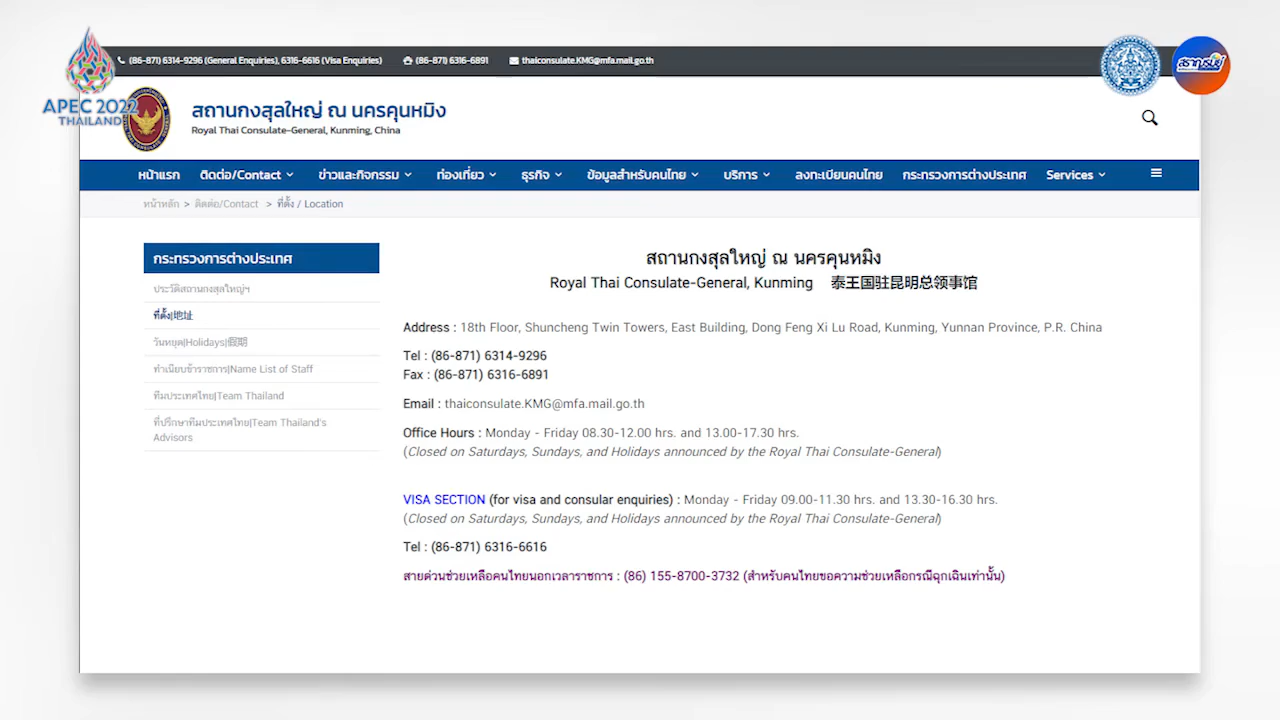 (86-871) 6314-9296 (General Enquiries), 6316-6616 (Visa Enquiries) (86-871) 6316-6891 thaiconsulate.KMG@mfa.mail.go.th
APEC 2022
THAILAND
สราญรมย์
สถานกงสุลใหญ่ ณ นครคุนหมิง
Royal Thai Consulate-General, Kunming, China
หน้าแรก ติดต่อ/Contact ข่าวและกิจกรรม ท่องเที่ยว ธุรกิจ ข้อมูลสำหรับคนไทย บริการ ลงทะเบียนคนไทย กระทรวงการต่างประเทศ Services
หน้าหลัก > ติดต่อ/Contact > ที่ตั้ง / Location
กระทรวงการต่างประเทศ
ประวัติสถานกงสุลใหญ่ฯ
ที่ตั้ง|地址
วันหยุด|Holidays|假期
ทำเนียบข้าราชการ|Name List of Staff
ทีมประเทศไทย|Team Thailand
ที่ปรึกษาทีมประเทศไทย|Team Thailand's
Advisors
สถานกงสุลใหญ่ ณ นครคุนหมิง
Royal Thai Consulate-General, Kunming 泰王国驻昆明总领事馆
Address : 18th Floor, Shuncheng Twin Towers, East Building, Dong Feng Xi Lu Road, Kunming, Yunnan Province, P.R. China
Tel : (86-871) 6314-9296
Fax : (86-871) 6316-6891
Email : thaiconsulate.KMG@mfa.mail.go.th
Office Hours : Monday - Friday 08.30-12.00 hrs. and 13.00-17.30 hrs.
(Closed on Saturdays, Sundays, and Holidays announced by the Royal Thai Consulate-General)
VISA SECTION (for visa and consular enquiries) : Monday - Friday 09.00-11.30 hrs. and 13.30-16.30 hrs.
(Closed on Saturdays, Sundays, and Holidays announced by the Royal Thai Consulate-General)
Tel : (86-871) 6316-6616
สายด่วนช่วยเหลือคนไทยนอกเวลาราชการ : (86) 155-8700-3732 (สำหรับคนไทยขอความช่วยเหลือกรณีฉุกเฉินเท่านั้น)